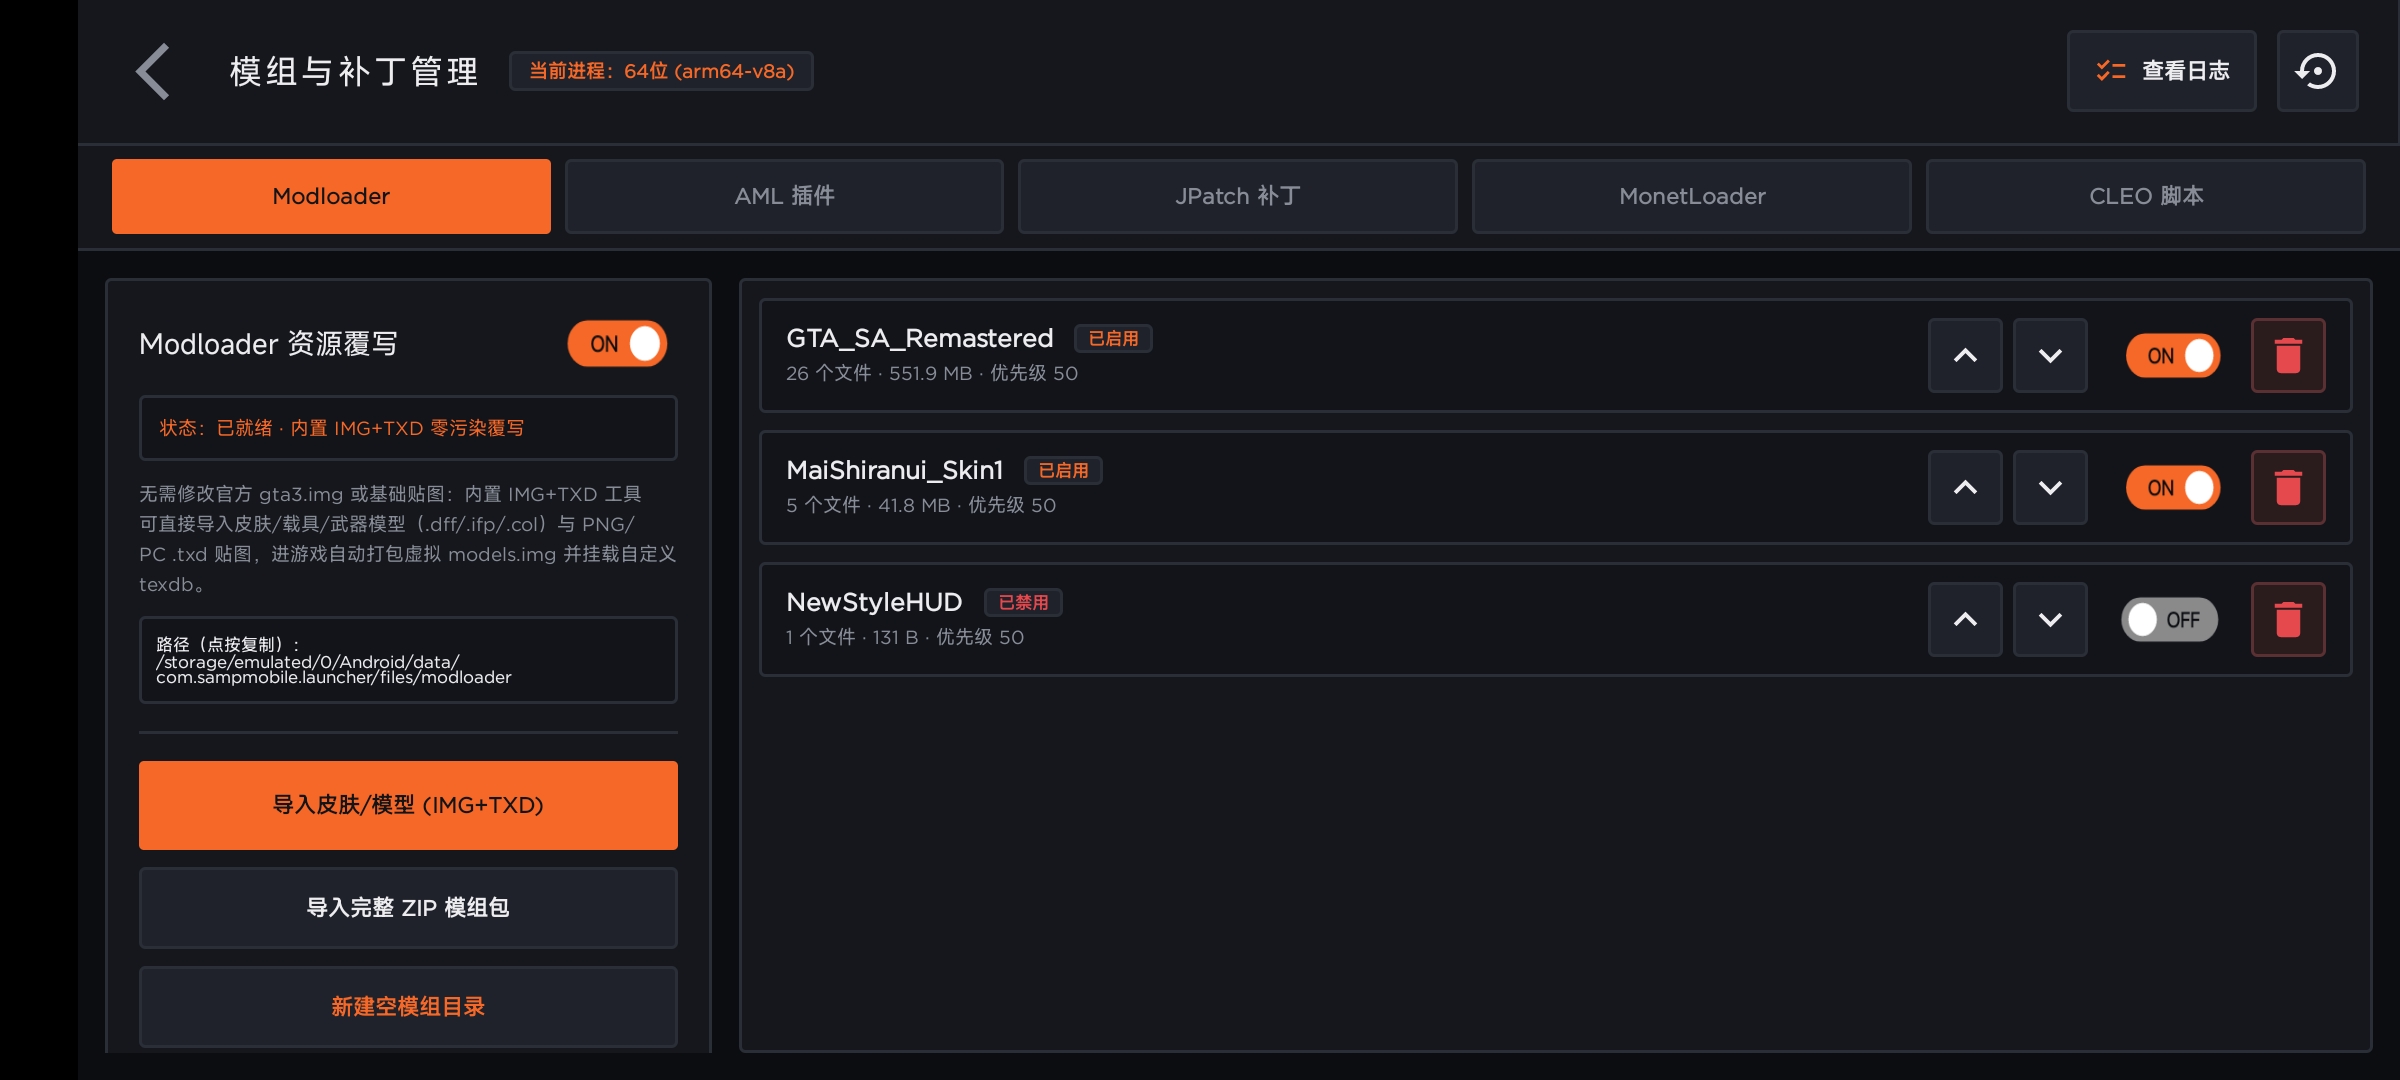 模组与补丁管理
当前进程：64位 (arm64-v8a)
查看日志
Modloader
AML 插件
JPatch 补丁
MonetLoader
CLEO 脚本
Modloader 资源覆写
ON
状态：已就绪 · 内置 IMG+TXD 零污染覆写
无需修改官方 gta3.img 或基础贴图：内置 IMG+TXD 工具
可直接导入皮肤/载具/武器模型（.dff/.ifp/.col）与 PNG/
PC .txd 贴图，进游戏自动打包虚拟 models.img 并挂载自定义
texdb。
路径（点按复制）：
/storage/emulated/0/Android/data/
com.sampmobile.launcher/files/modloader
导入皮肤/模型 (IMG+TXD)
导入完整 ZIP 模组包
新建空模组目录
GTA_SA_Remastered
已启用
26 个文件 · 551.9 MB · 优先级 50
ON
MaiShiranui_Skin1
已启用
5 个文件 · 41.8 MB · 优先级 50
ON
NewStyleHUD
已禁用
1 个文件 · 131 B · 优先级 50
OFF